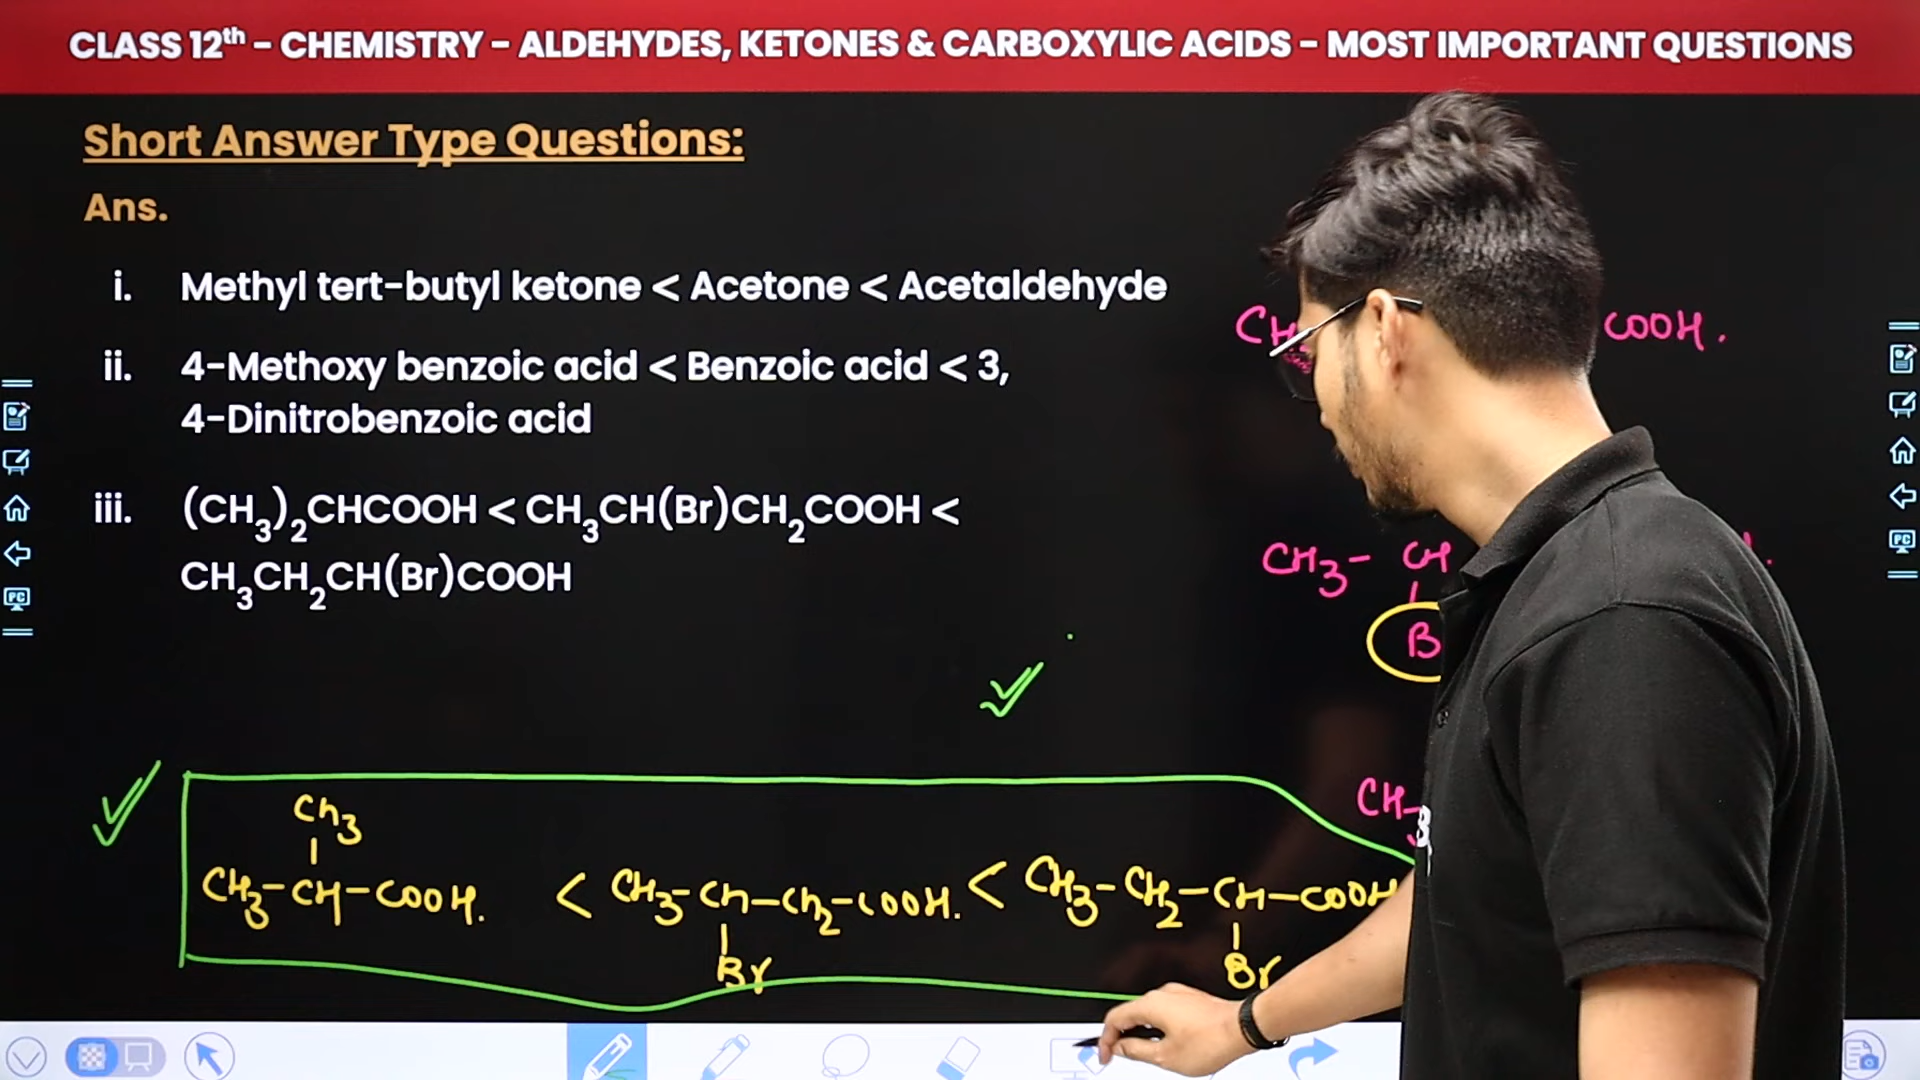 CLASS 12th - CHEMISTRY - ALDEHYDES, KETONES & CARBOXYLIC ACIDS - MOST IMPORTANT QUESTIONS
Short Answer Type Questions:
Ans.
i. Methyl tert-butyl ketone < Acetone < Acetaldehyde
ii. 4-Methoxy benzoic acid < Benzoic acid < 3,
4-Dinitrobenzoic acid
iii. (CH3)2CHCOOH < CH3CH(Br)CH2COOH <
CH3CH2CH(Br)COOH
COOH.
CH3- CH
B
CH3
CH3
CH3-CH-COOH. < CH3-CH-CH2-COOH. < CH3-CH2-CH-COOH
Br Br
PC
PC